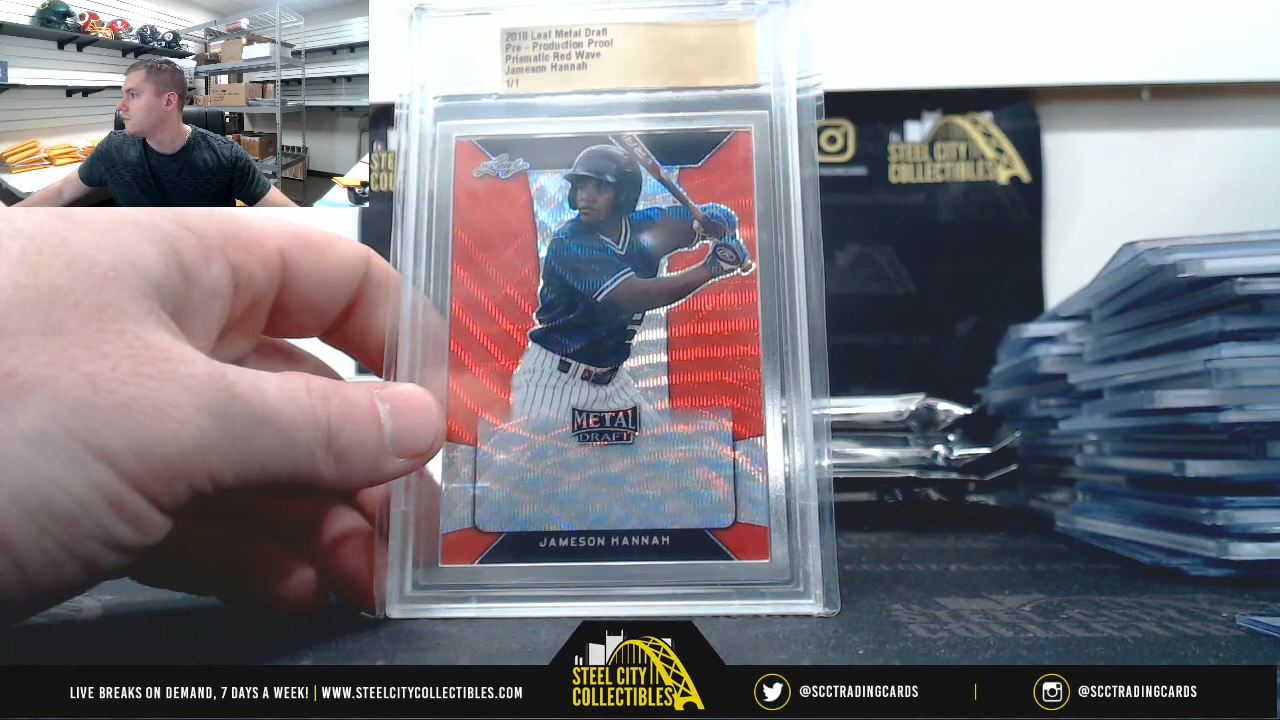 2018 Leaf Metal Draft
Pre - Production Proof
Prismatic Red Wave
Jameson Hannah
1/1
Leaf
METAL
DRAFT
JAMESON HANNAH
STEEL CITY
COLLECTIBLES
LIVE BREAKS ON DEMAND, 7 DAYS A WEEK! | WWW.STEELCITYCOLLECTIBLES.COM
STEEL CITY
COLLECTIBLES
@SCCTRADINGCARDS | @SCCTRADINGCARDS